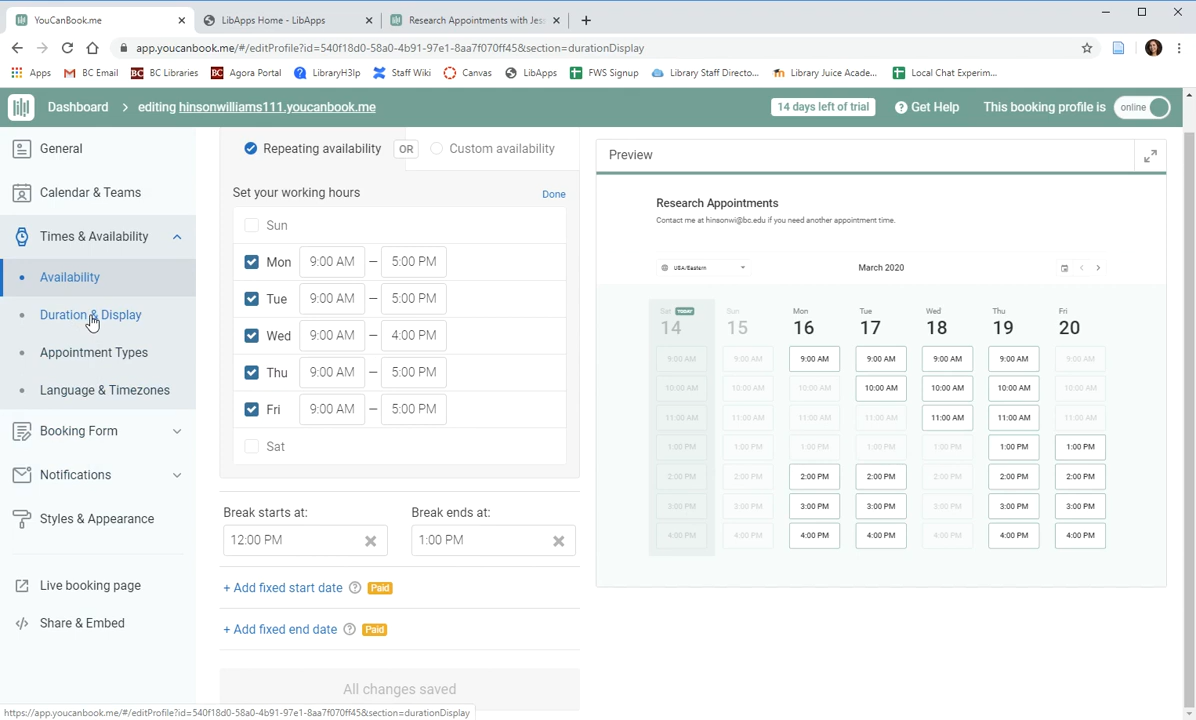 YouCanBook.me
LibApps Home - LibApps
Research Appointments with Jes
app.youcanbook.me/#/editProfile?id=540f18d0-58a0-4b91-97e1-8aa7f070ff45&section=durationDisplay
Apps BC Email BC Libraries Agora Portal LibraryH3lp Staff Wiki Canvas LibApps FWS Signup Library Staff Directo... Library Juice Acade... Local Chat Experim...
Dashboard > editing hinsonwilliams111.youcanbook.me
14 days left of trial
Get Help
This booking profile is online
General
Calendar & Teams
Times & Availability
Availability
Duration & Display
Appointment Types
Language & Timezones
Booking Form
Notifications
Styles & Appearance
Live booking page
Share & Embed
Repeating availability OR Custom availability
Set your working hours Done
Sun
Mon 9:00 AM – 5:00 PM
Tue 9:00 AM – 5:00 PM
Wed 9:00 AM – 4:00 PM
Thu 9:00 AM – 5:00 PM
Fri 9:00 AM – 5:00 PM
Sat
Break starts at: Break ends at:
12:00 PM 1:00 PM
+ Add fixed start date Paid
+ Add fixed end date Paid
All changes saved
Preview
Research Appointments
Contact me at hinsonwi@bc.edu if you need another appointment time.
USA/Eastern March 2020
Sat TODAY Sun Mon Tue Wed Thu Fri
14 15 16 17 18 19 20
9:00 AM 9:00 AM 9:00 AM 9:00 AM 9:00 AM 9:00 AM 9:00 AM
10:00 AM 10:00 AM 10:00 AM 10:00 AM 10:00 AM 10:00 AM 10:00 AM
11:00 AM 11:00 AM 11:00 AM 11:00 AM 11:00 AM 11:00 AM 11:00 AM
1:00 PM 1:00 PM 1:00 PM 1:00 PM 1:00 PM 1:00 PM 1:00 PM
2:00 PM 2:00 PM 2:00 PM 2:00 PM 2:00 PM 2:00 PM 2:00 PM
3:00 PM 3:00 PM 3:00 PM 3:00 PM 3:00 PM 3:00 PM 3:00 PM
4:00 PM 4:00 PM 4:00 PM 4:00 PM 4:00 PM 4:00 PM 4:00 PM
https://app.youcanbook.me/#/editProfile?id=540f18d0-58a0-4b91-97e1-8aa7f070ff45&section=durationDisplay